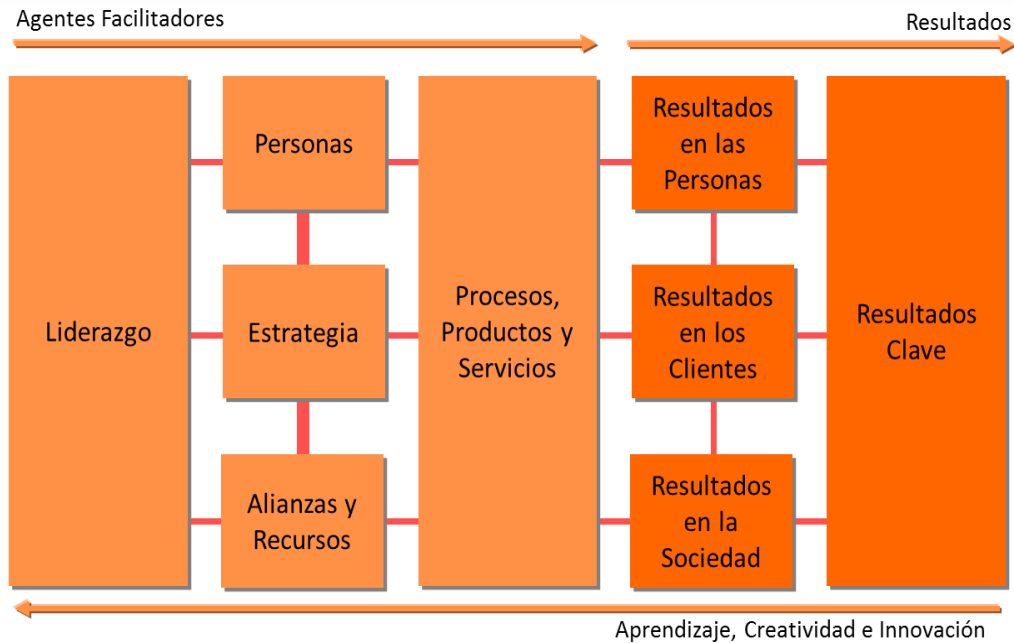 Agentes Facilitadores
Resultados
Liderazgo
Personas
Estrategia
Alianzas y
Recursos
Procesos,
Productos y
Servicios
Resultados
en las
Personas
Resultados
en los
Clientes
Resultados
en la
Sociedad
Resultados
Clave
Aprendizaje, Creatividad e Innovación